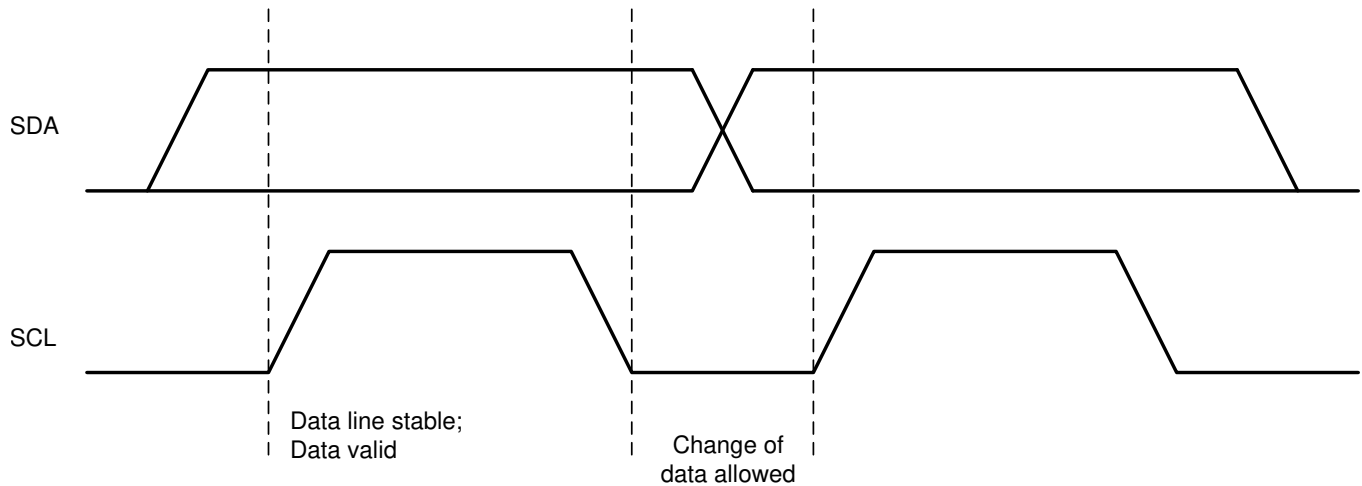 SDA
SCL
Data line stable;
Data valid
Change of
data allowed